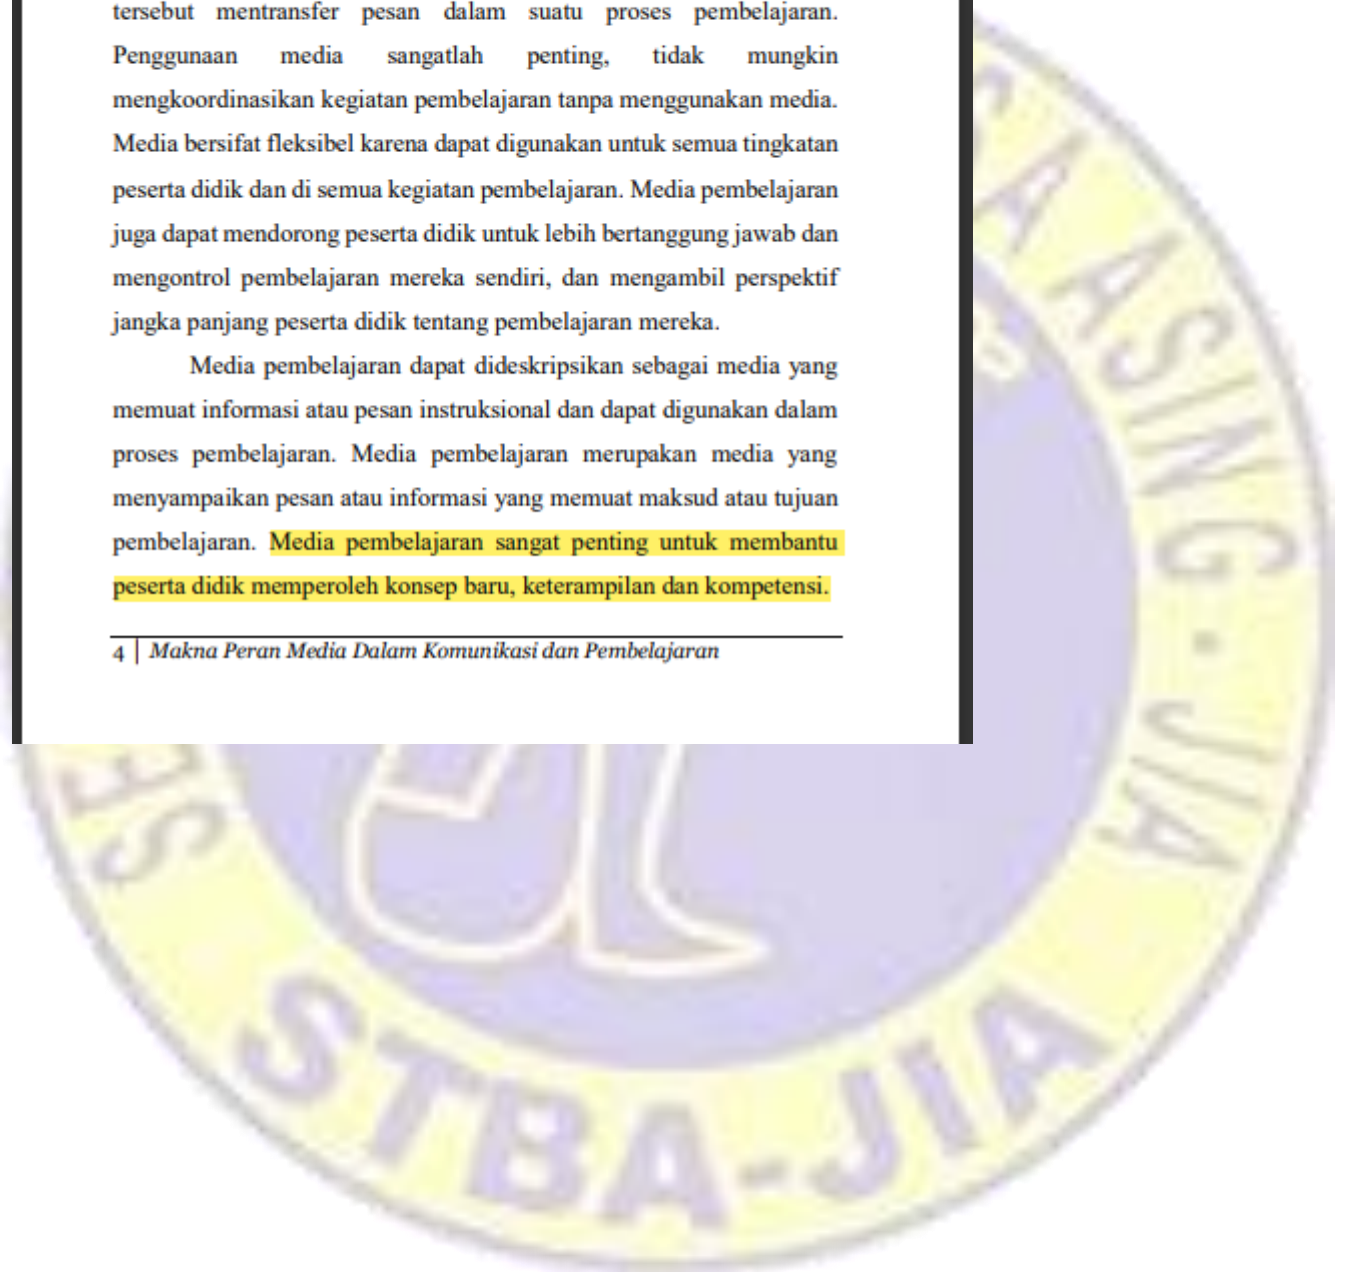 tersebut mentransfer pesan dalam suatu proses pembelajaran.
Penggunaan media sangatlah penting, tidak mungkin
mengkoordinasikan kegiatan pembelajaran tanpa menggunakan media.
Media bersifat fleksibel karena dapat digunakan untuk semua tingkatan
peserta didik dan di semua kegiatan pembelajaran. Media pembelajaran
juga dapat mendorong peserta didik untuk lebih bertanggung jawab dan
mengontrol pembelajaran mereka sendiri, dan mengambil perspektif
jangka panjang peserta didik tentang pembelajaran mereka.
Media pembelajaran dapat dideskripsikan sebagai media yang
memuat informasi atau pesan instruksional dan dapat digunakan dalam
proses pembelajaran. Media pembelajaran merupakan media yang
menyampaikan pesan atau informasi yang memuat maksud atau tujuan
pembelajaran. Media pembelajaran sangat penting untuk membantu
peserta didik memperoleh konsep baru, keterampilan dan kompetensi.
4 | Makna Peran Media Dalam Komunikasi dan Pembelajaran
ASING · JIA
STBA-JIA